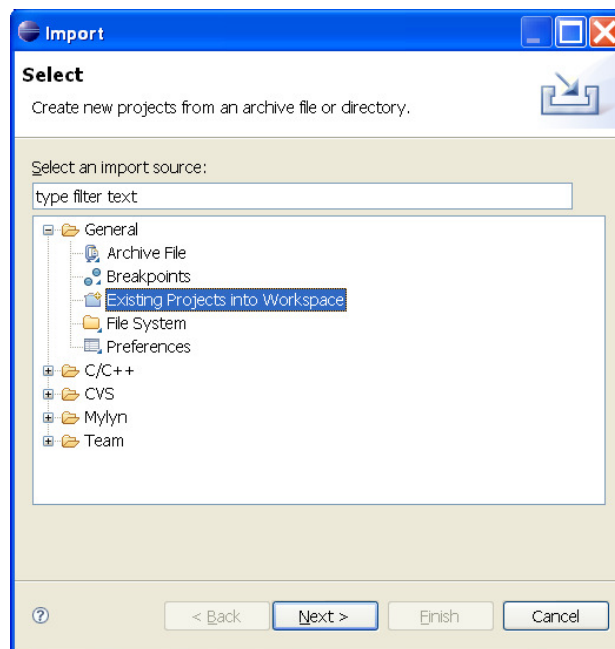 Import
Select
Create new projects from an archive file or directory.
Select an import source:
type filter text
General
Archive File
Breakpoints
Existing Projects into Workspace
File System
Preferences
C/C++
CVS
Mylyn
Team
? < Back Next > Finish Cancel